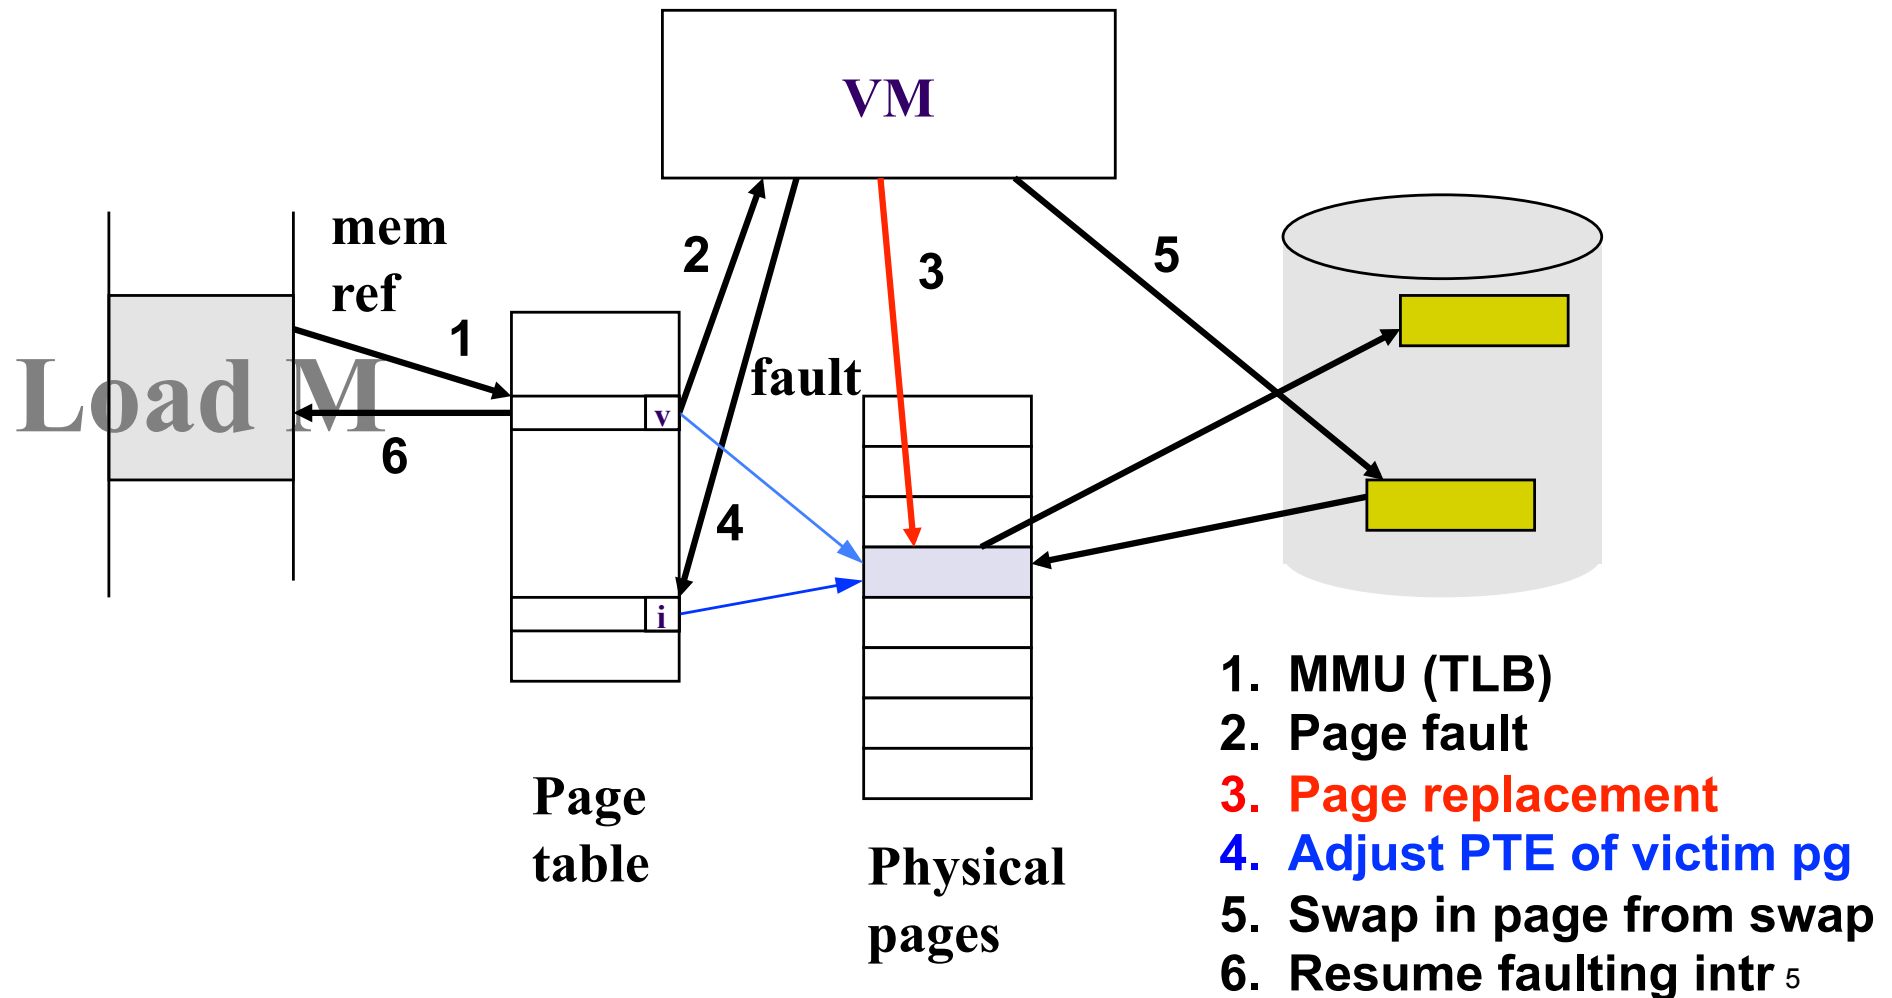 VM
mem
ref
1
2
3
5
Load M
fault
v
6
4
i
Page
table
Physical
pages
1. MMU (TLB)
2. Page fault
3. Page replacement
4. Adjust PTE of victim pg
5. Swap in page from swap
6. Resume faulting intr 5